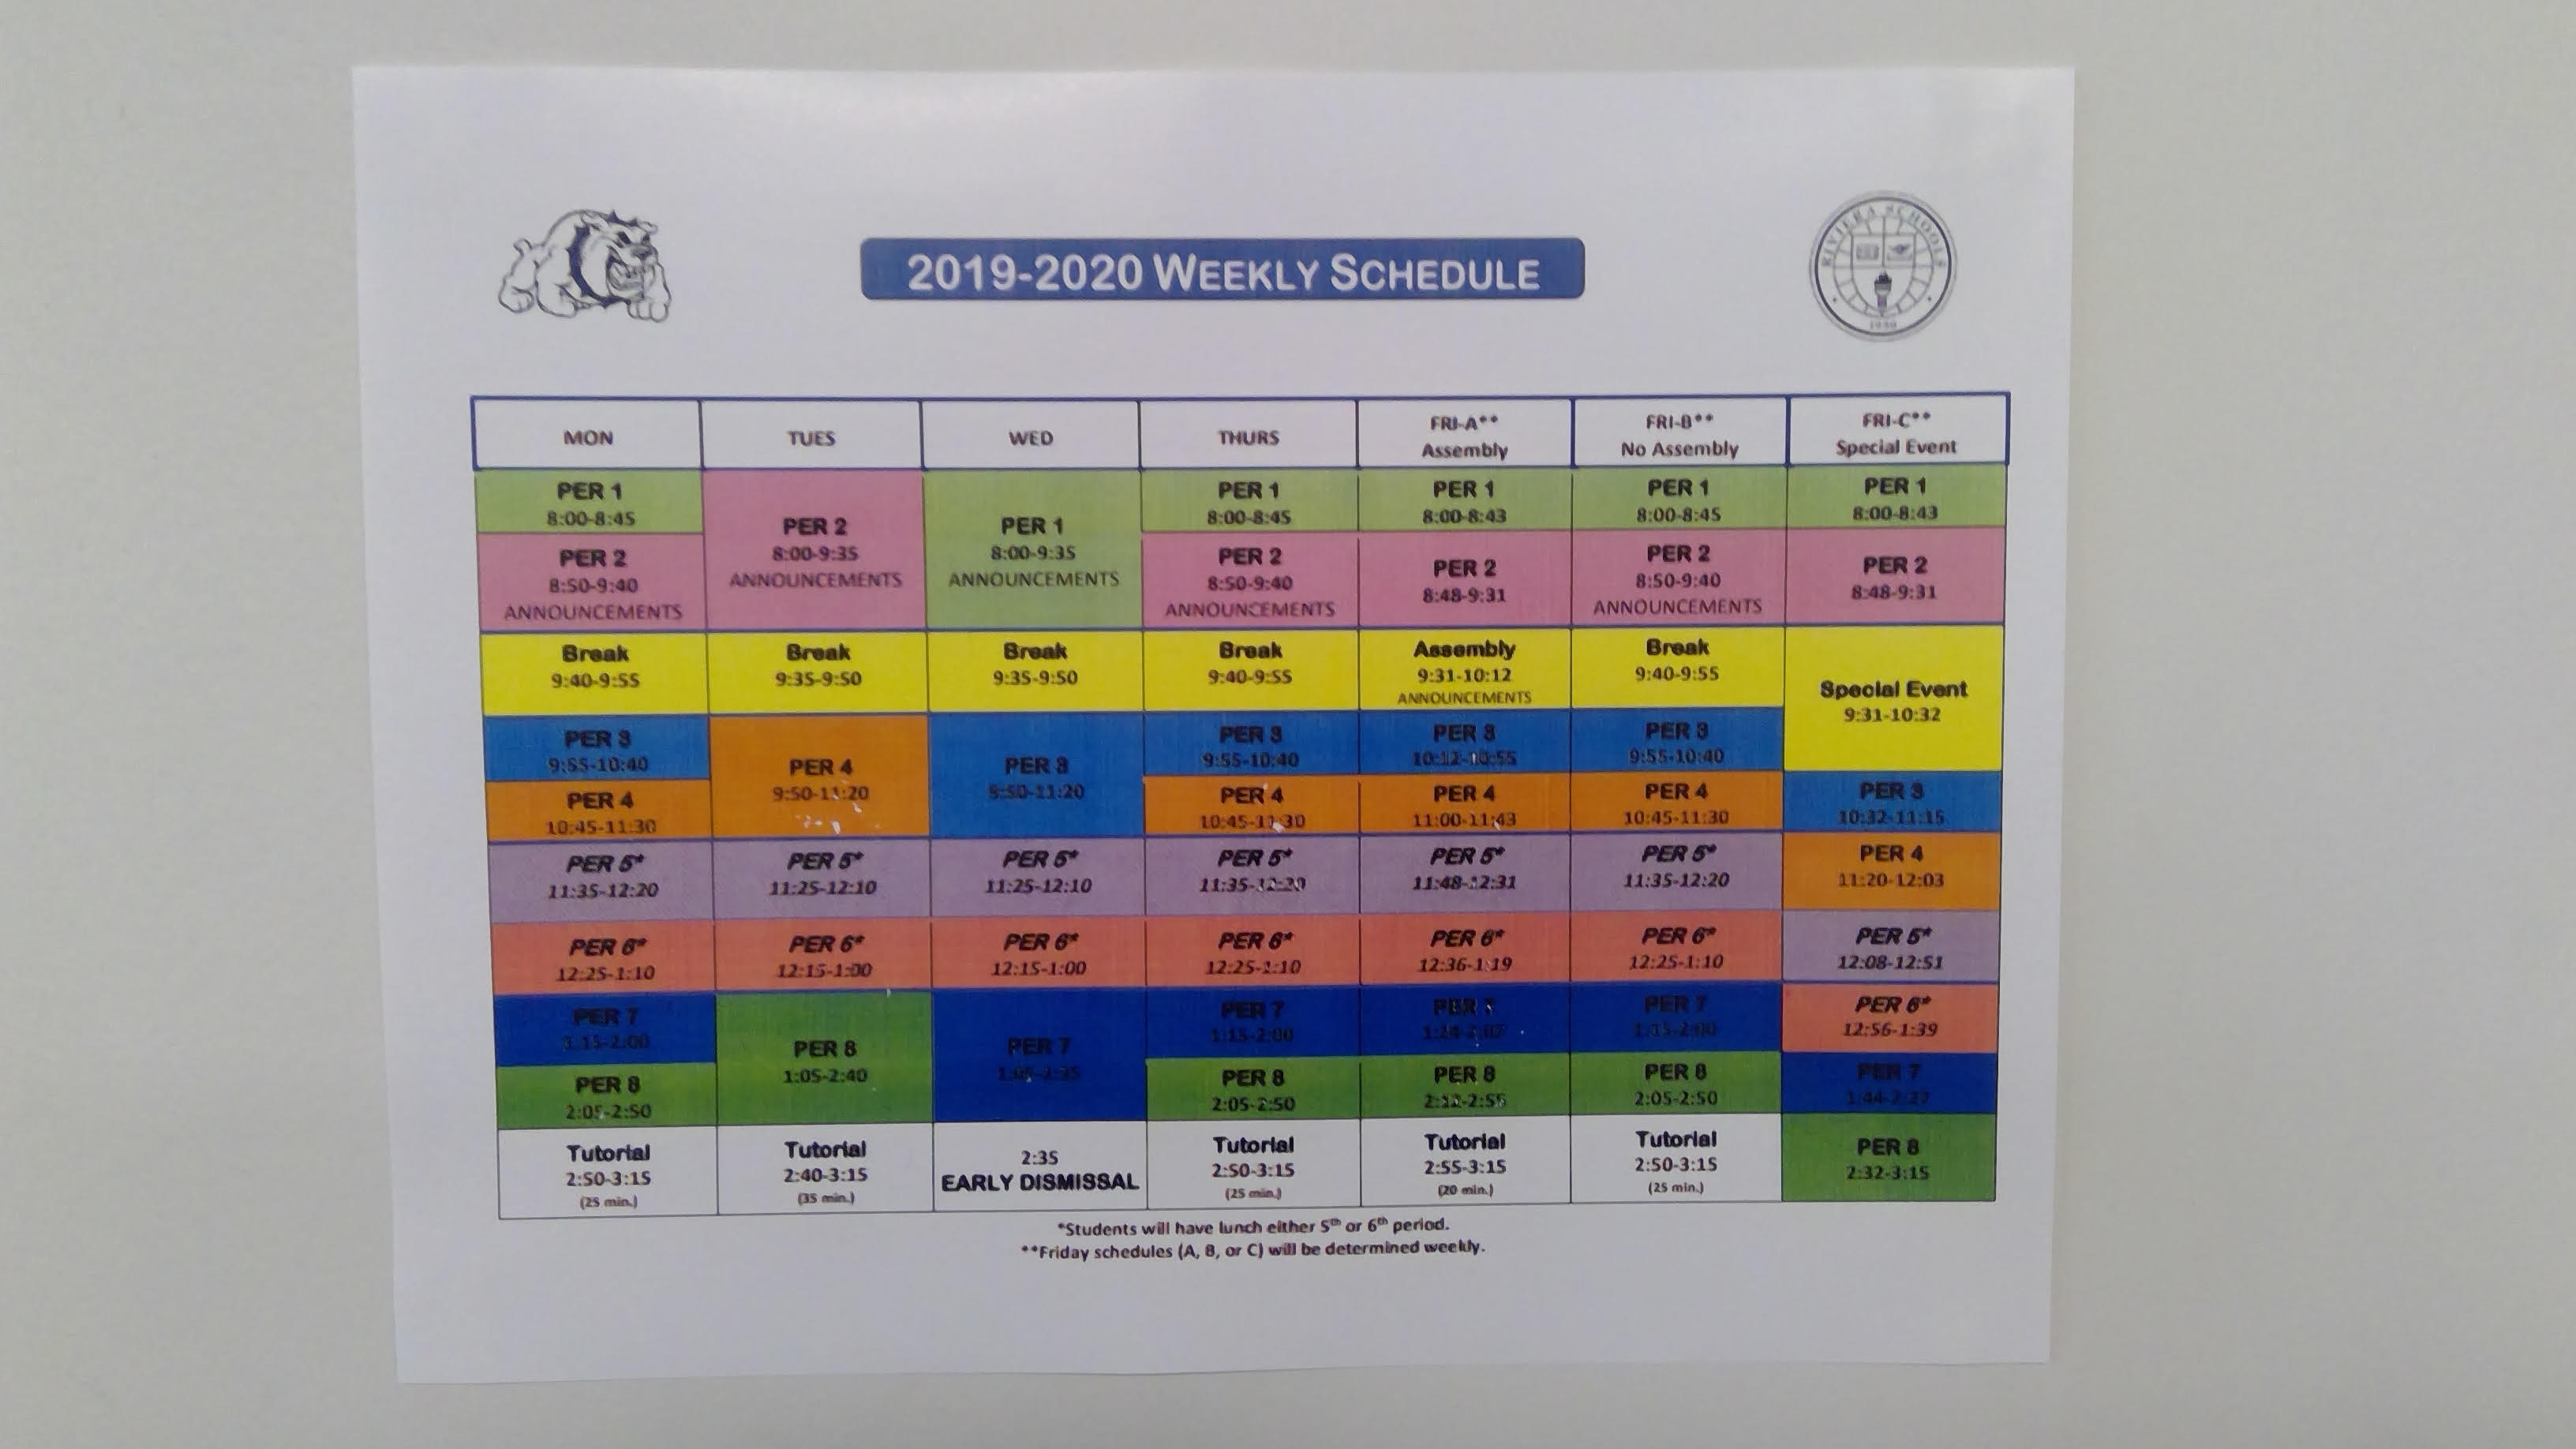 2019-2020 WEEKLY SCHEDULE
RIVIERA SCHOOLS
MON
TUES
WED
THURS
FRI-A**
Assembly
FRI-B**
No Assembly
FRI-C**
Special Event
PER 1
8:00-8:45
PER 2
8:50-9:40
ANNOUNCEMENTS
PER 2
8:00-9:35
ANNOUNCEMENTS
PER 1
8:00-9:35
ANNOUNCEMENTS
PER 1
8:00-8:45
PER 2
8:50-9:40
ANNOUNCEMENTS
PER 1
8:00-8:43
PER 2
8:48-9:31
PER 1
8:00-8:45
PER 2
8:50-9:40
ANNOUNCEMENTS
PER 1
8:00-8:43
PER 2
8:48-9:31
Break
9:40-9:55
Break
9:35-9:50
Break
9:35-9:50
Break
9:40-9:55
Assembly
9:31-10:12
ANNOUNCEMENTS
Break
9:40-9:55
Special Event
9:31-10:32
PER 3
9:55-10:40
PER 4
10:45-11:30
PER 4
9:50-11:20
PER 3
9:50-11:20
PER 3
9:55-10:40
PER 4
10:45-11:30
PER 3
10:12-10:55
PER 4
11:00-11:43
PER 3
9:55-10:40
PER 4
10:45-11:30
PER 3
10:32-11:15
PER 5*
11:35-12:20
PER 5*
11:25-12:10
PER 5*
11:25-12:10
PER 5*
11:35-12:20
PER 5*
11:48-12:31
PER 5*
11:35-12:20
PER 4
11:20-12:03
PER 6*
12:25-1:10
PER 6*
12:15-1:00
PER 6*
12:15-1:00
PER 6*
12:25-1:10
PER 6*
12:36-1:19
PER 6*
12:25-1:10
PER 5*
12:08-12:51
PER 7
1:15-2:00
PER 8
2:05-2:50
PER 8
1:05-2:40
PER 7
1:05-2:35
PER 7
1:15-2:00
PER 8
2:05-2:50
PER 7
PER 8
2:12-2:55
PER 7
1:15-2:00
PER 8
2:05-2:50
PER 6*
12:56-1:39
PER 7
1:44-2:27
Tutorial
2:50-3:15
(25 min.)
Tutorial
2:40-3:15
(35 min.)
2:35
EARLY DISMISSAL
Tutorial
2:50-3:15
(25 min.)
Tutorial
2:55-3:15
(20 min.)
Tutorial
2:50-3:15
(25 min.)
PER 8
2:32-3:15
*Students will have lunch either 5th or 6th period.
**Friday schedules (A, B, or C) will be determined weekly.